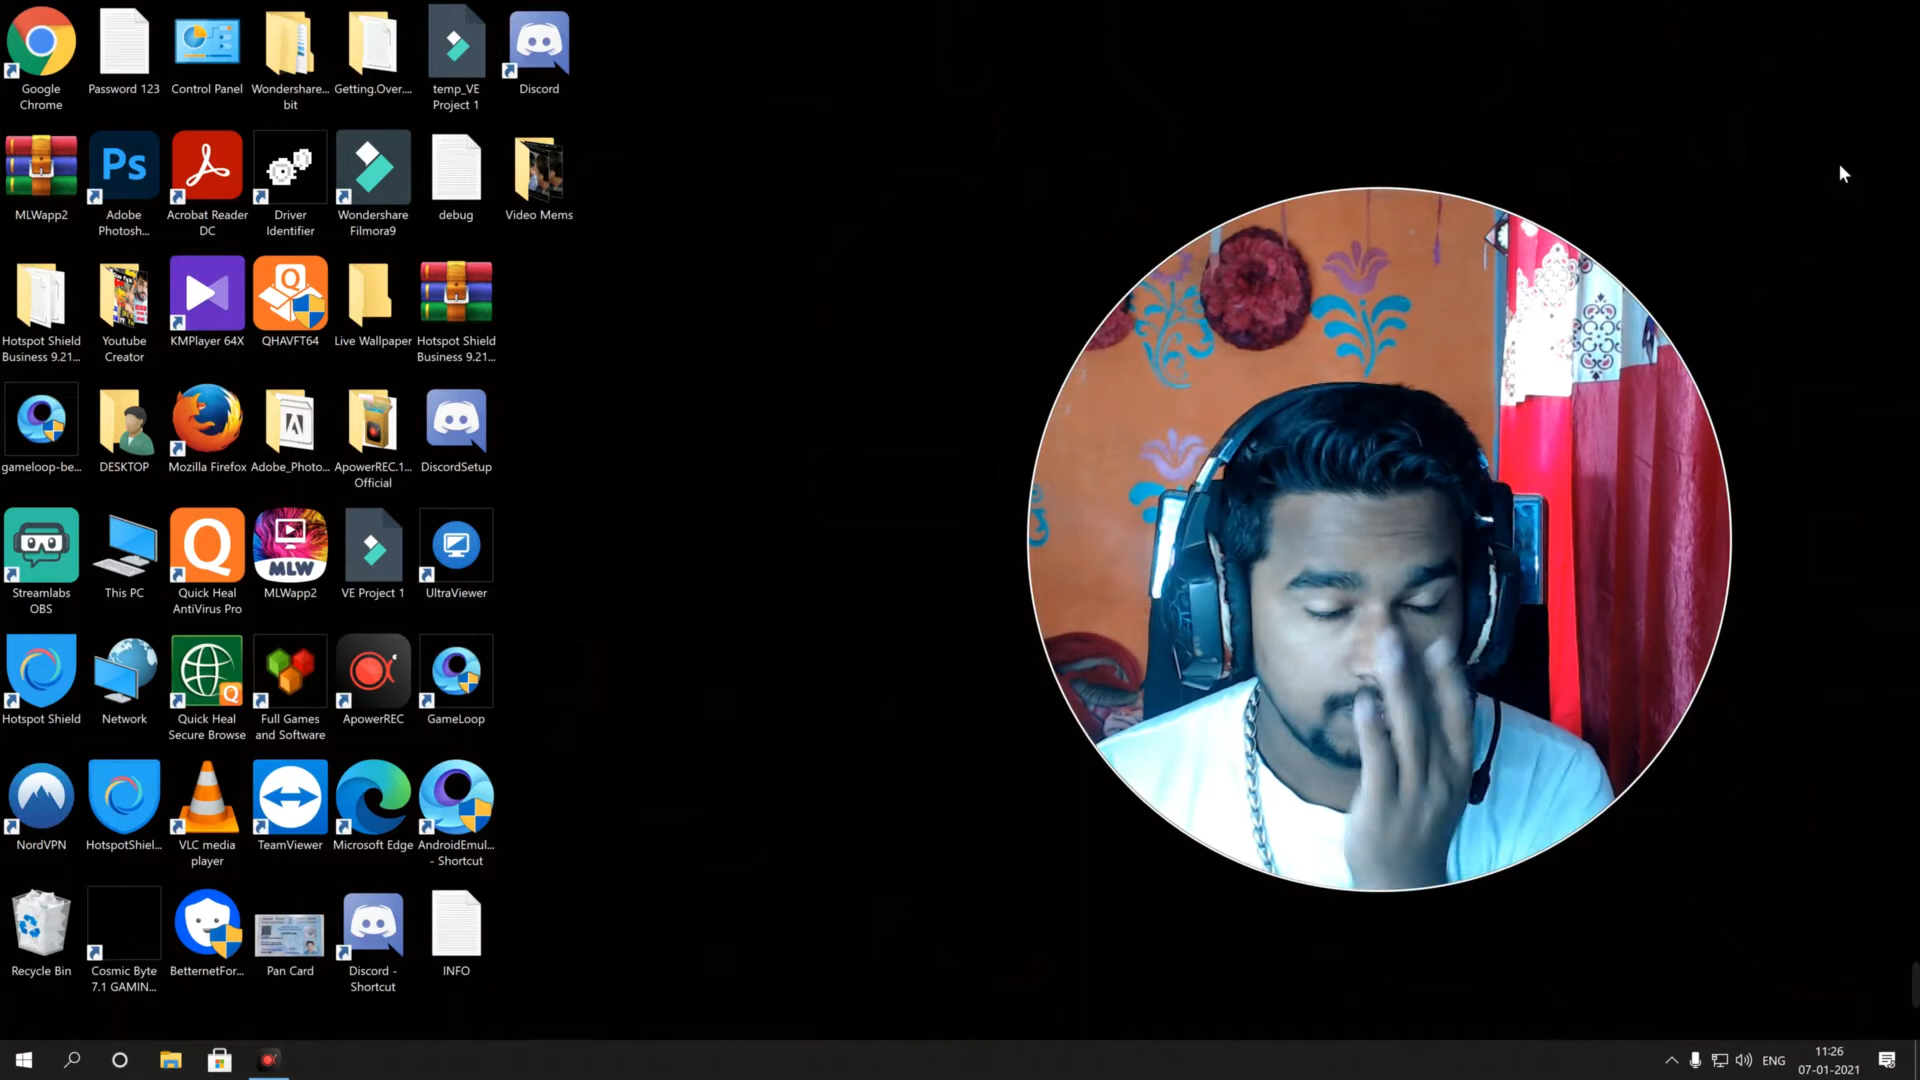 Google
Chrome
Password 123
Control Panel
Wondershare...
bit
Getting.Over....
temp_VE
Project 1
Discord
MLWapp2
Ps
Adobe
Photosh...
Acrobat Reader
DC
Driver
Identifier
Wondershare
Filmora9
debug
Video Mems
Hotspot Shield
Business 9.21...
Youtube
Creator
KMPlayer 64X
Q
QHAVFT64
Live Wallpaper
Hotspot Shield
Business 9.21...
gameloop-be...
DESKTOP
Mozilla Firefox
Adobe_Photo...
ApowerREC.1...
Official
DiscordSetup
Streamlabs
OBS
This PC
Q
Quick Heal
AntiVirus Pro
MLW
MLWapp2
VE Project 1
UltraViewer
Hotspot Shield
Network
Q
Quick Heal
Secure Browse
Full Games
and Software
ApowerREC
GameLoop
NordVPN
HotspotShiel...
VLC media
player
TeamViewer
Microsoft Edge
AndroidEmul...
- Shortcut
Recycle Bin
Cosmic Byte
7.1 GAMIN...
BetternetFor...
Pan Card
Discord -
Shortcut
INFO
ENG
11:26
07-01-2021